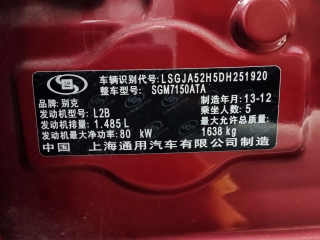 车辆识别代号: LSGJA52H5DH251920
整车型号: SGM7150ATA
品牌: 别克 制造年月: 13-12
发动机型号: L2B 乘坐人数: 5
发动机排量: 1.485 L 最大允许总质量:
发动机最大净功率: 80 kW 1638 kg
中国 上海通用汽车有限公司制造